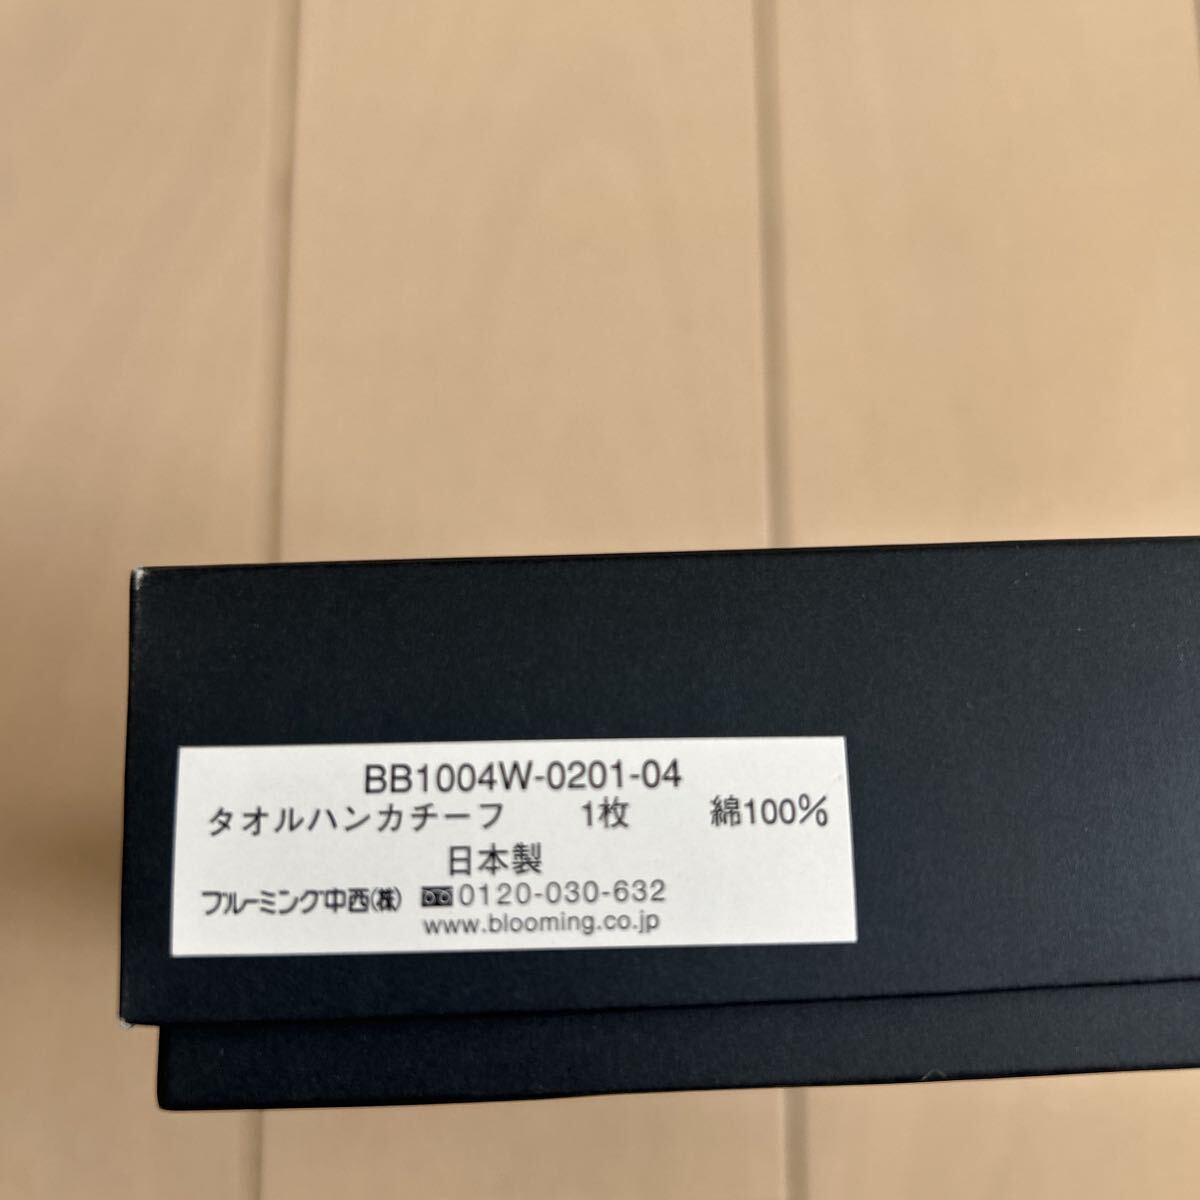 BB1004W-0201-04
タオルハンカチーフ 1枚 綿100%
日本製
ブルーミング中西㈱ 0120-030-632
www.blooming.co.jp